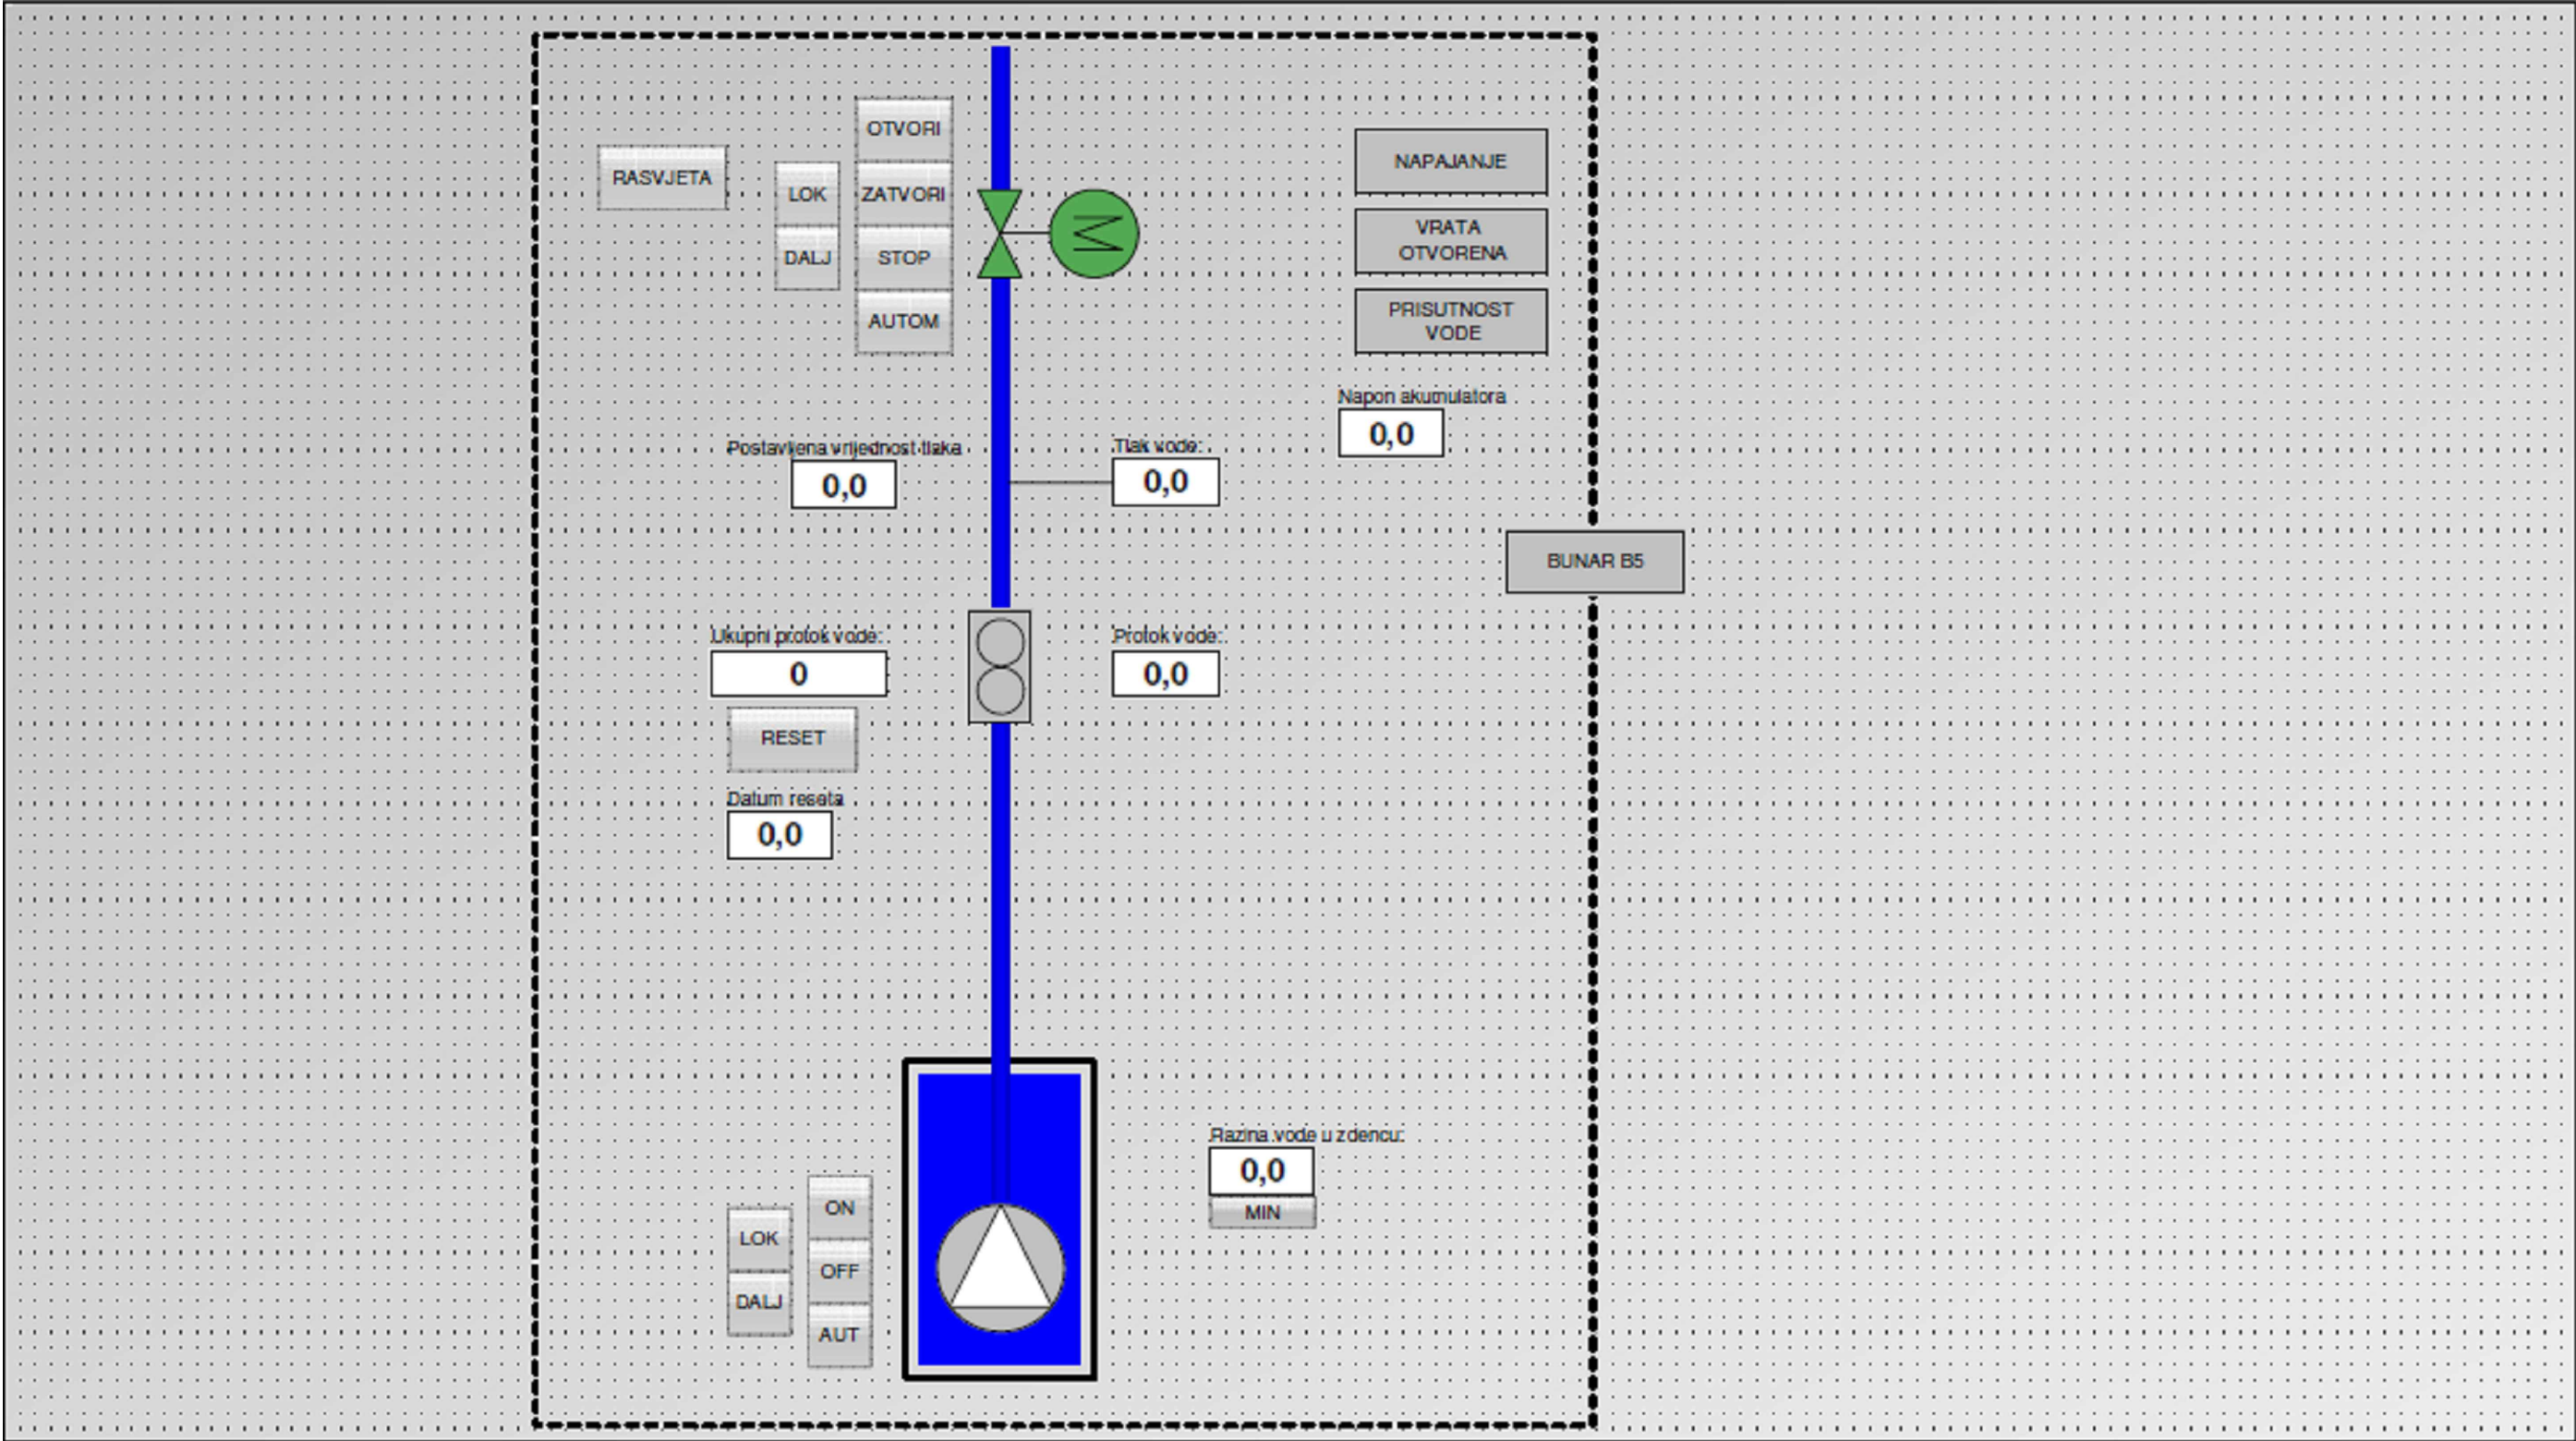 OTVORI
RASVJETA
LOK
ZATVORI
DALJ
STOP
AUTOM
NAPAJANJE
VRATA
OTVORENA
PRISUTNOST
VODE
Napon akumulatora
0,0
Postavljena vrijednost tlaka
0,0
Tlak vode:
0,0
BUNAR B5
Ukupni protok vode:
0
Protok vode:
0,0
RESET
Datum reseta
0,0
Razina vode u zdencu:
0,0
MIN
ON
LOK
OFF
DALJ
AUT
M